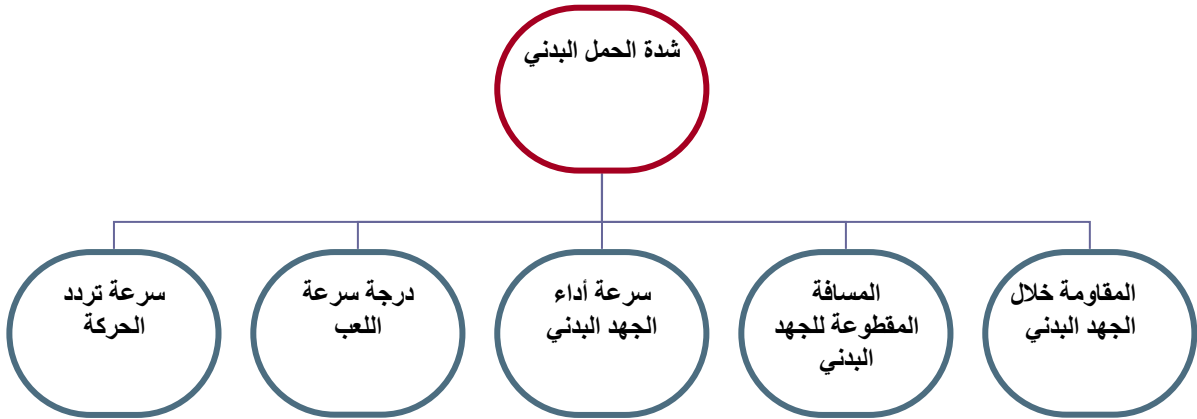 شدة الحمل البدني
المقاومة خلال
الجهد البدني
المسافة
المقطوعة للجهد
البدني
سرعة أداء
الجهد البدني
درجة سرعة
اللعب
سرعة تردد
الحركة